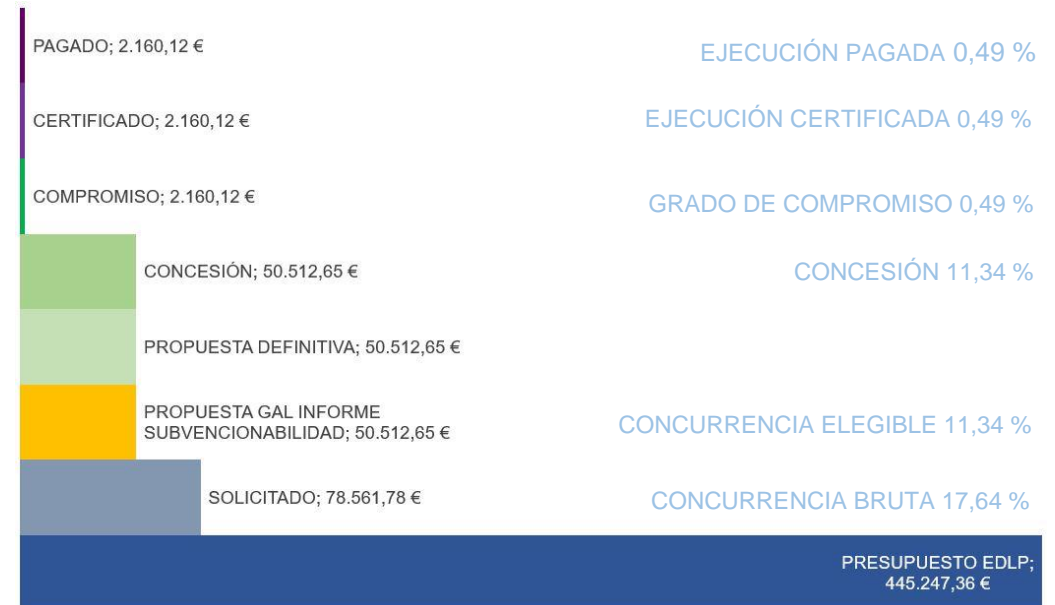 PAGADO; 2.160,12 €
EJECUCIÓN PAGADA 0,49 %
CERTIFICADO; 2.160,12 €
EJECUCIÓN CERTIFICADA 0,49 %
COMPROMISO; 2.160,12 €
GRADO DE COMPROMISO 0,49 %
CONCESIÓN; 50.512,65 €
CONCESIÓN 11,34 %
PROPUESTA DEFINITIVA; 50.512,65 €
PROPUESTA GAL INFORME
SUBVENCIONABILIDAD; 50.512,65 €
CONCURRENCIA ELEGIBLE 11,34 %
SOLICITADO; 78.561,78 €
CONCURRENCIA BRUTA 17,64 %
PRESUPUESTO EDLP;
445.247,36 €